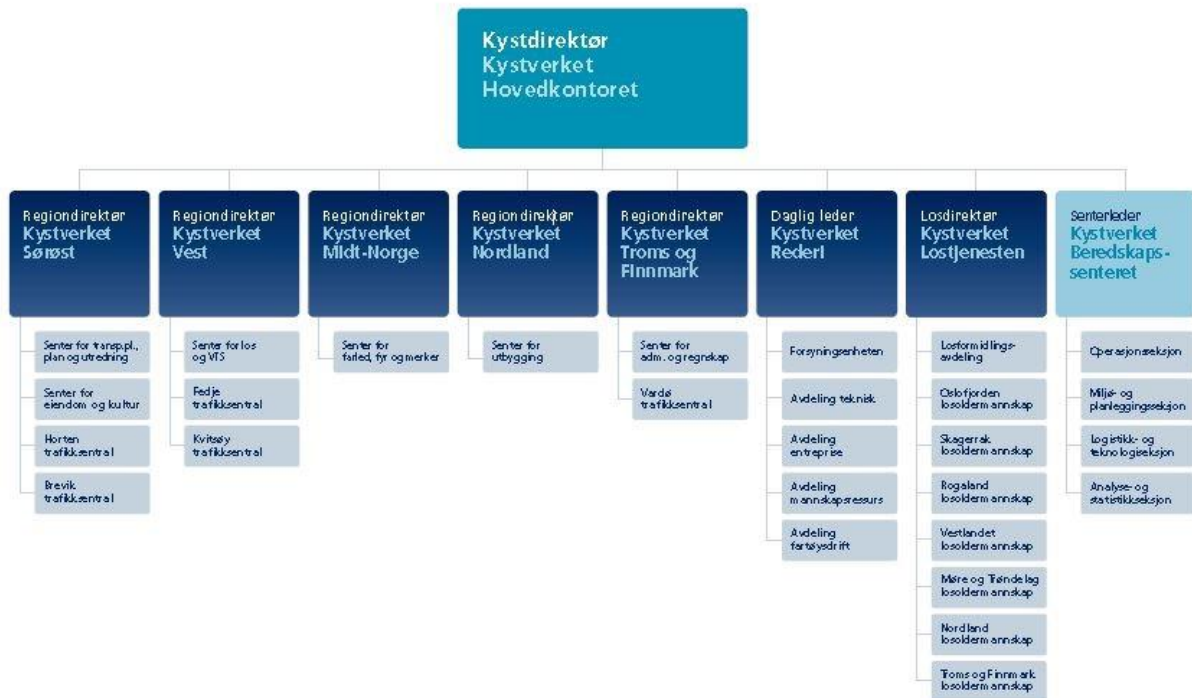 Kystdirektør
Kystverket
Hovedkontoret
Regiondirektør
Kystverket
Sørøst
Senter for transp.pl.,
plan og utredning
Senter for
eiendom og kultur
Horten
trafikksentral
Brevik
trafikksentral
Regiondirektør
Kystverket
Vest
Senter for los
og VTS
Fedje
trafikksentral
Kvitsøy
trafikksentral
Regiondirektør
Kystverket
Midt-Norge
Senter for
farled, fyr og merker
Regiondirektør
Kystverket
Nordland
Senter for
utbygging
Regiondirektør
Kystverket
Troms og
Finnmark
Senter for
adm. og regnskap
Vardø
trafikksentral
Daglig leder
Kystverket
Rederi
Forsyningsenheten
Avdeling teknisk
Avdeling
entreprise
Avdeling
mannskapsressurs
Avdeling
fartøysdrift
Losdirektør
Kystverket
Lostjenesten
Losformidlings-
avdeling
Oslofjorden
losoldermannskap
Skagerrak
losoldermannskap
Rogaland
losoldermannskap
Vestlandet
losoldermannskap
Møre og Trøndelag
losoldermannskap
Nordland
losoldermannskap
Troms og Finnmark
losoldermannskap
Senterleder
Kystverket
Beredskaps-
senteret
Operasjonsseksjon
Miljø- og
planleggingsseksjon
Logistikk- og
teknologiseksjon
Analyse- og
statistikkseksjon